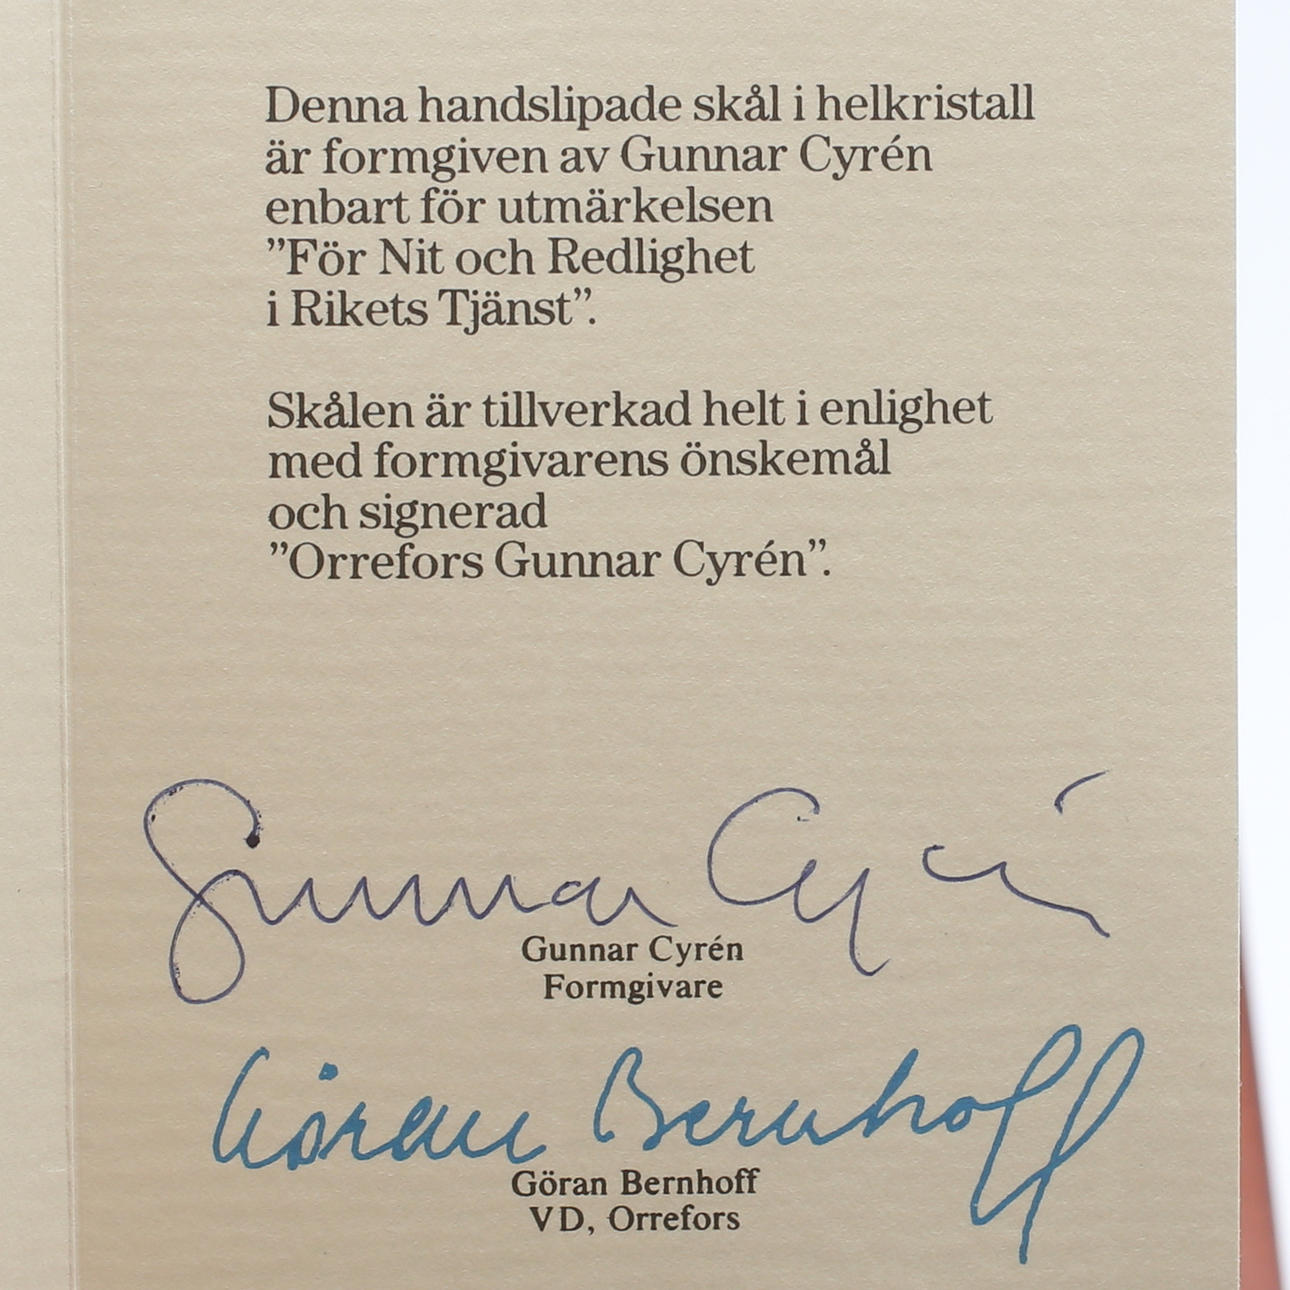 Denna handslipade skål i helkristall
är formgiven av Gunnar Cyrén
enbart för utmärkelsen
”För Nit och Redlighet
i Rikets Tjänst”.
Skålen är tillverkad helt i enlighet
med formgivarens önskemål
och signerad
”Orrefors Gunnar Cyrén”.
Gunnar Cyrén
Gunnar Cyrén
Formgivare
Göran Bernhoff
Göran Bernhoff
VD, Orrefors